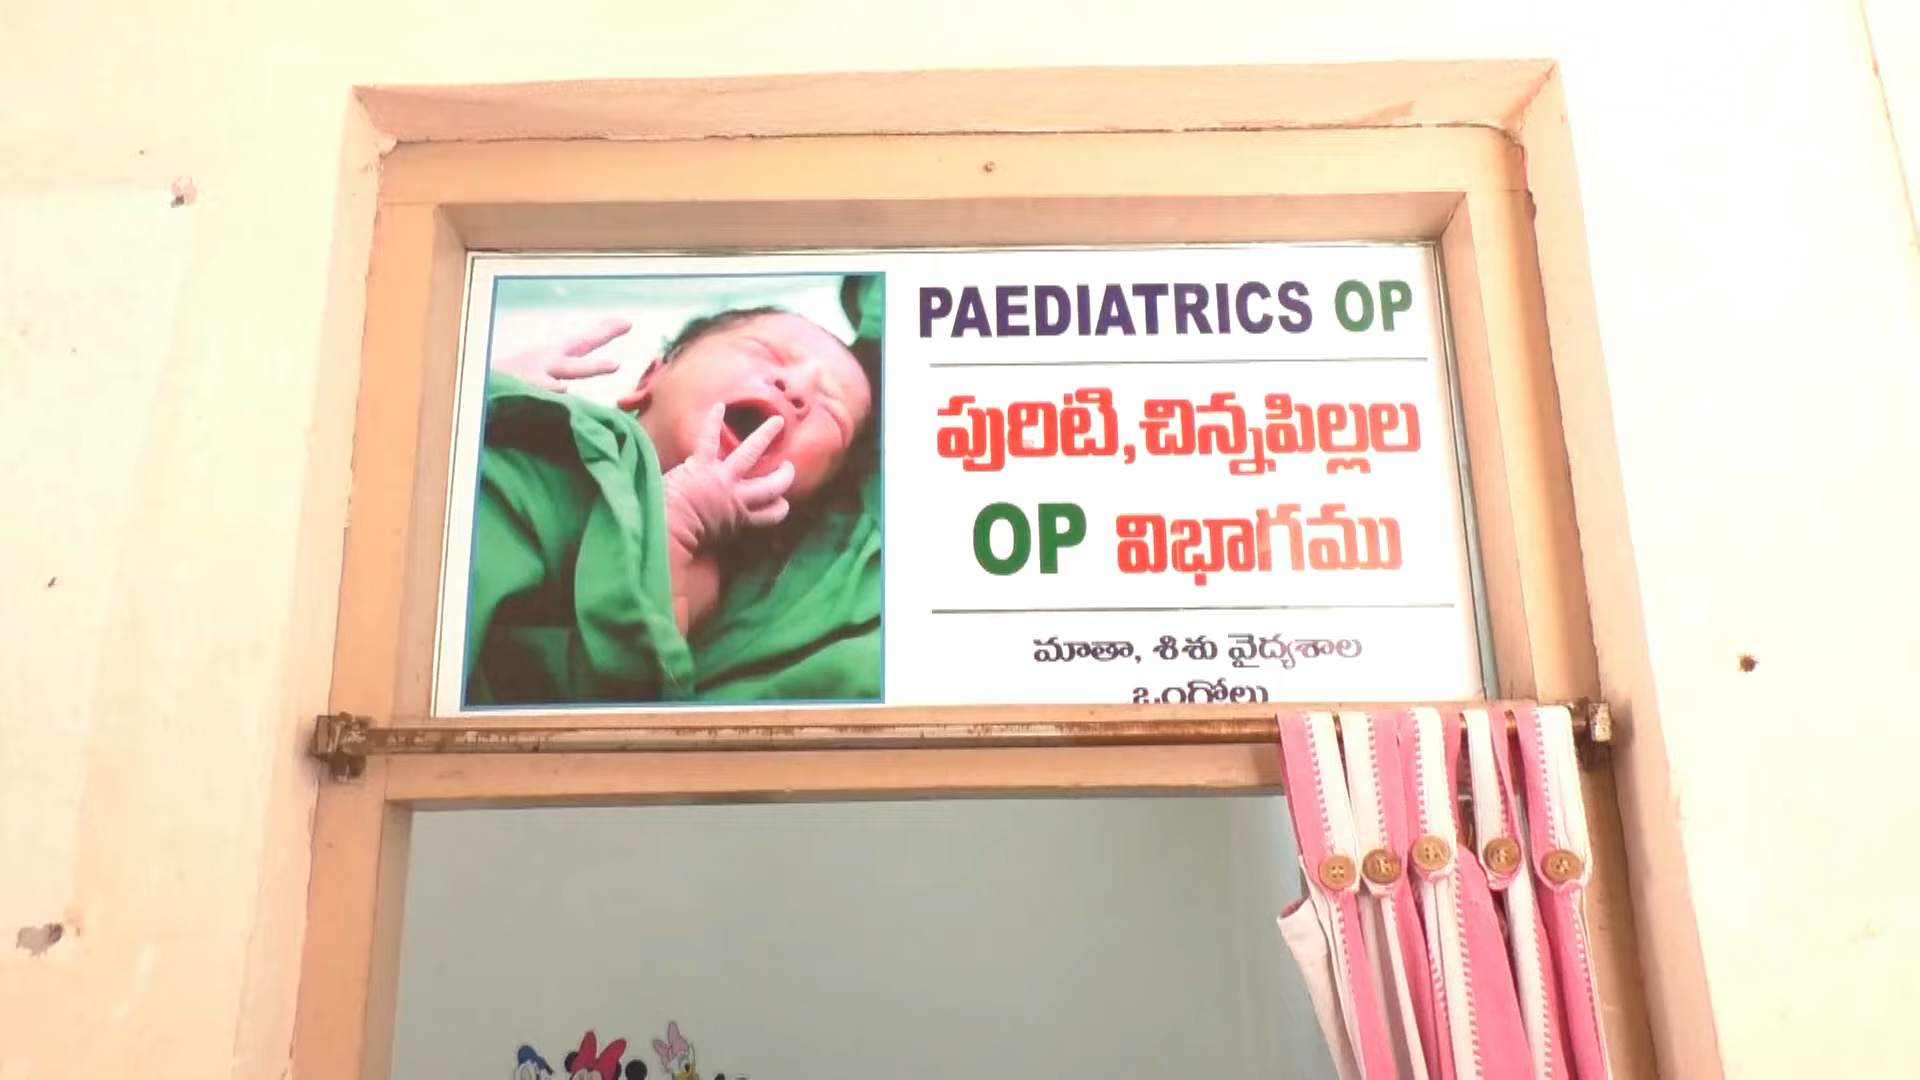 PAEDIATRICS OP
పురిటి,చిన్నపిల్లల
OP విభాగము
మాతా, శిశు వైద్యశాల
ఒంగోలు